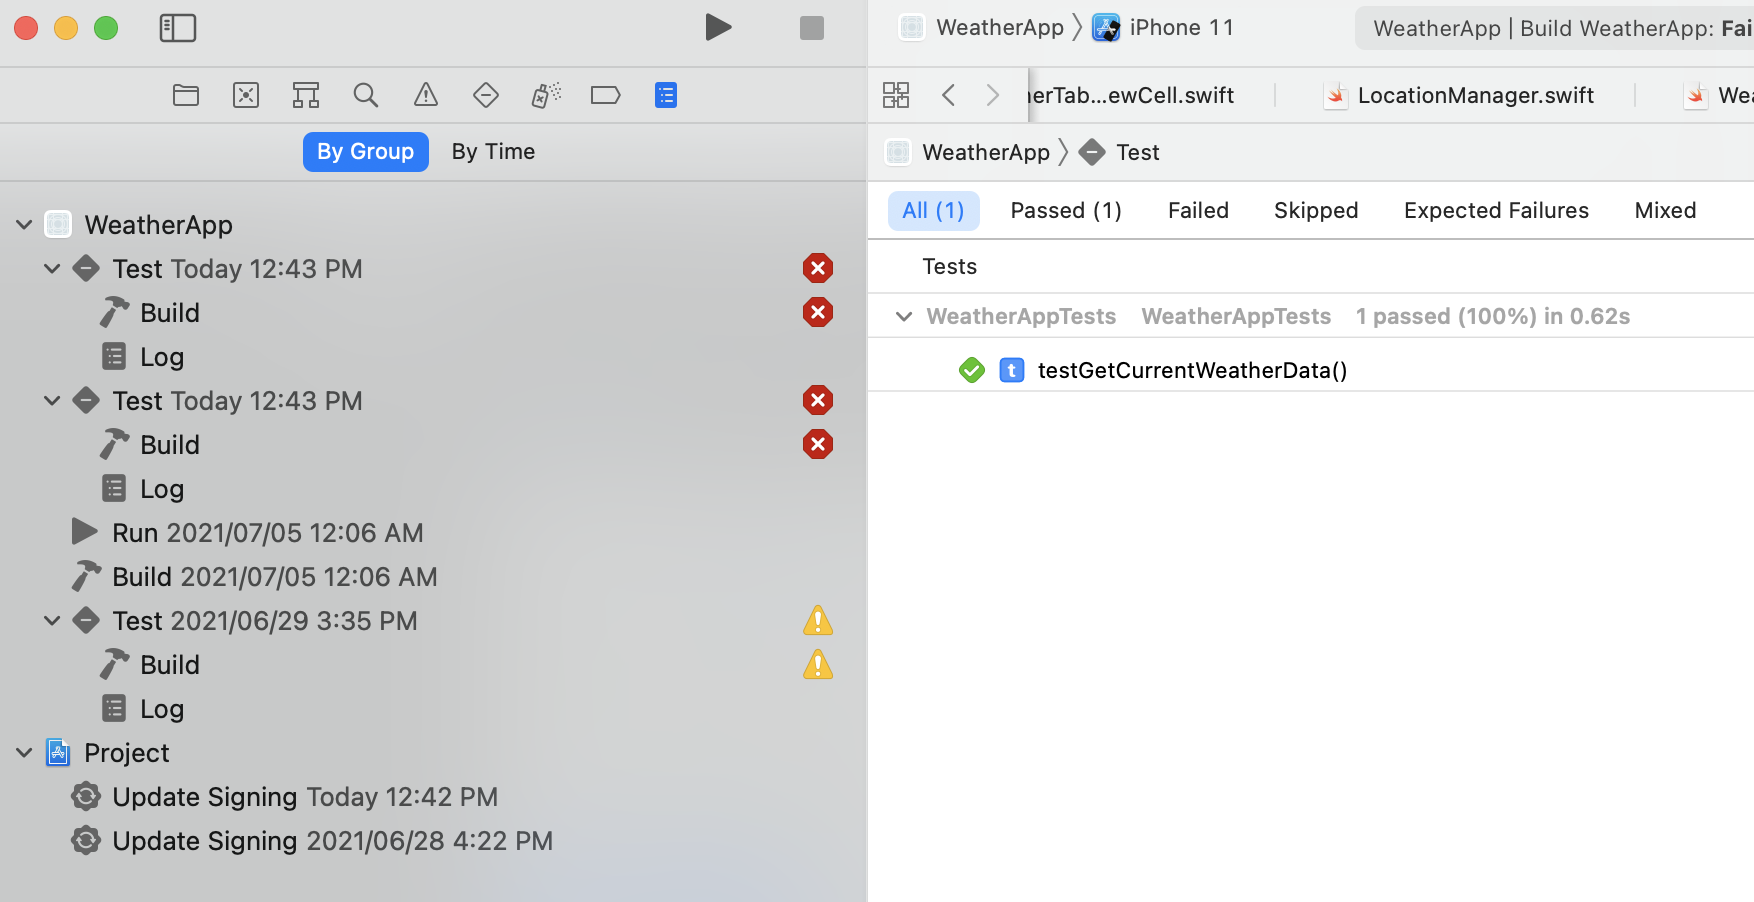 WeatherApp iPhone 11
WeatherApp | Build WeatherApp: Fai
erTab...ewCell.swift LocationManager.swift Wea
By Group By Time
WeatherApp Test
WeatherApp
Test Today 12:43 PM
Build
Log
Test Today 12:43 PM
Build
Log
Run 2021/07/05 12:06 AM
Build 2021/07/05 12:06 AM
Test 2021/06/29 3:35 PM
Build
Log
Project
Update Signing Today 12:42 PM
Update Signing 2021/06/28 4:22 PM
All (1) Passed (1) Failed Skipped Expected Failures Mixed
Tests
WeatherAppTests WeatherAppTests 1 passed (100%) in 0.62s
t testGetCurrentWeatherData()